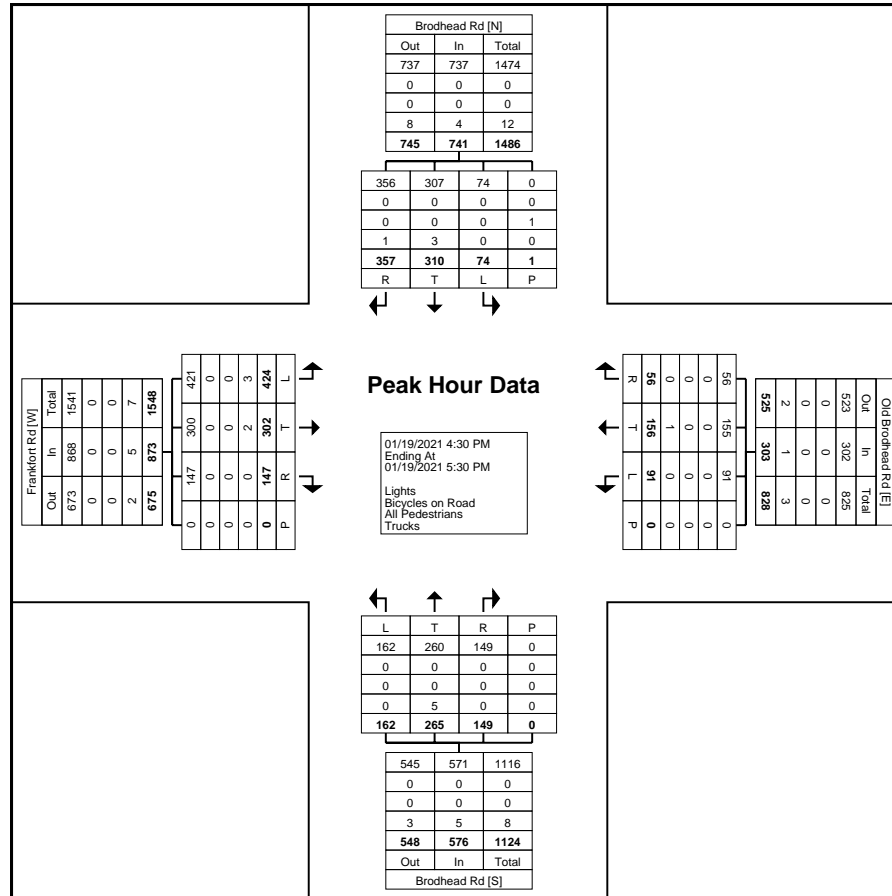 Brodhead Rd [N]
Out In Total
737 737 1474
0 0 0
0 0 0
8 4 12
745 741 1486
356 307 74 0
0 0 0 0
0 0 0 1
1 3 0 0
357 310 74 1
R T L P
Frankfort Rd [W]
Total In Out
1541 868 673
0 0 0
0 0 0
7 5 2
1548 873 675
421 300 147 0
0 0 0 0
0 0 0 0
3 2 0 0
424 302 147 0
L T R P
Peak Hour Data
01/19/2021 4:30 PM
Ending At
01/19/2021 5:30 PM
Lights
Bicycles on Road
All Pedestrians
Trucks
R T L P
56 156 91 0
0 1 0 0
0 0 0 0
0 0 0 0
56 155 91 0
525 303 828
2 1 3
0 0 0
0 0 0
523 302 825
Out In Total
Old Brodhead Rd [E]
L T R P
162 260 149 0
0 0 0 0
0 0 0 0
0 5 0 0
162 265 149 0
545 571 1116
0 0 0
0 0 0
3 5 8
548 576 1124
Out In Total
Brodhead Rd [S]